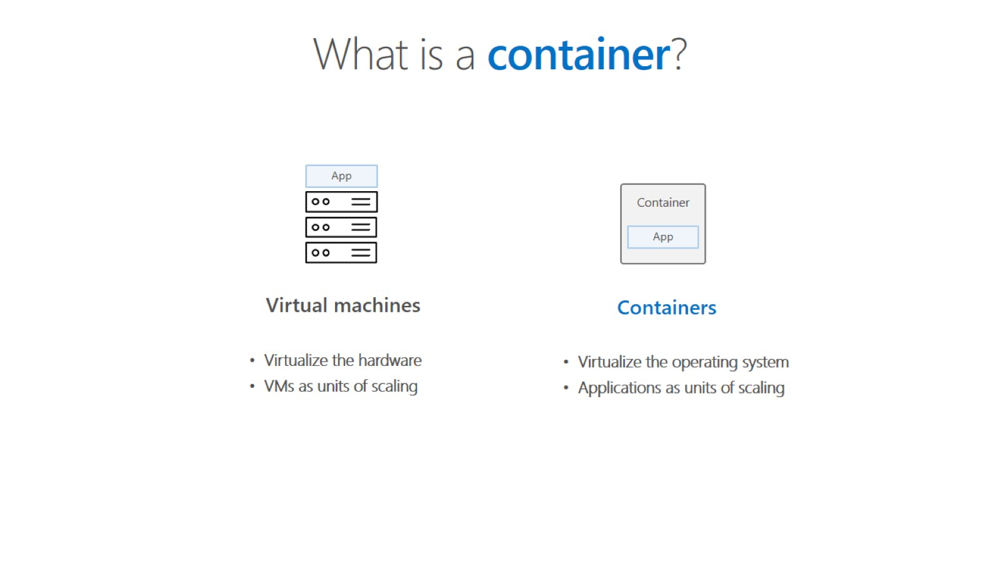 What is a container?
App
Virtual machines
• Virtualize the hardware
• VMs as units of scaling
Container
App
Containers
• Virtualize the operating system
• Applications as units of scaling